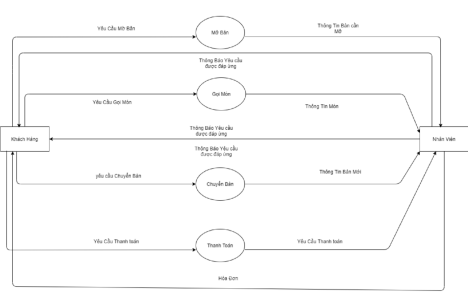 Yêu Cầu Mở Bàn
Mở Bàn
Thông Tin Bàn cần
Mở
Thông Báo Yêu cầu
được đáp ứng
Gọi Món
Yêu Cầu Gọi Món
Thông Tin Món
Thông Báo Yêu cầu
được đáp ứng
Khách Hàng
Nhân Viên
Thông Báo Yêu cầu
được đáp ứng
yêu cầu Chuyển Bàn
Chuyển Bàn
Thông Tin Bàn Mới
Yêu Cầu Thanh toán
Thanh Toán
Yêu Cầu Thanh toán
Hóa Đơn